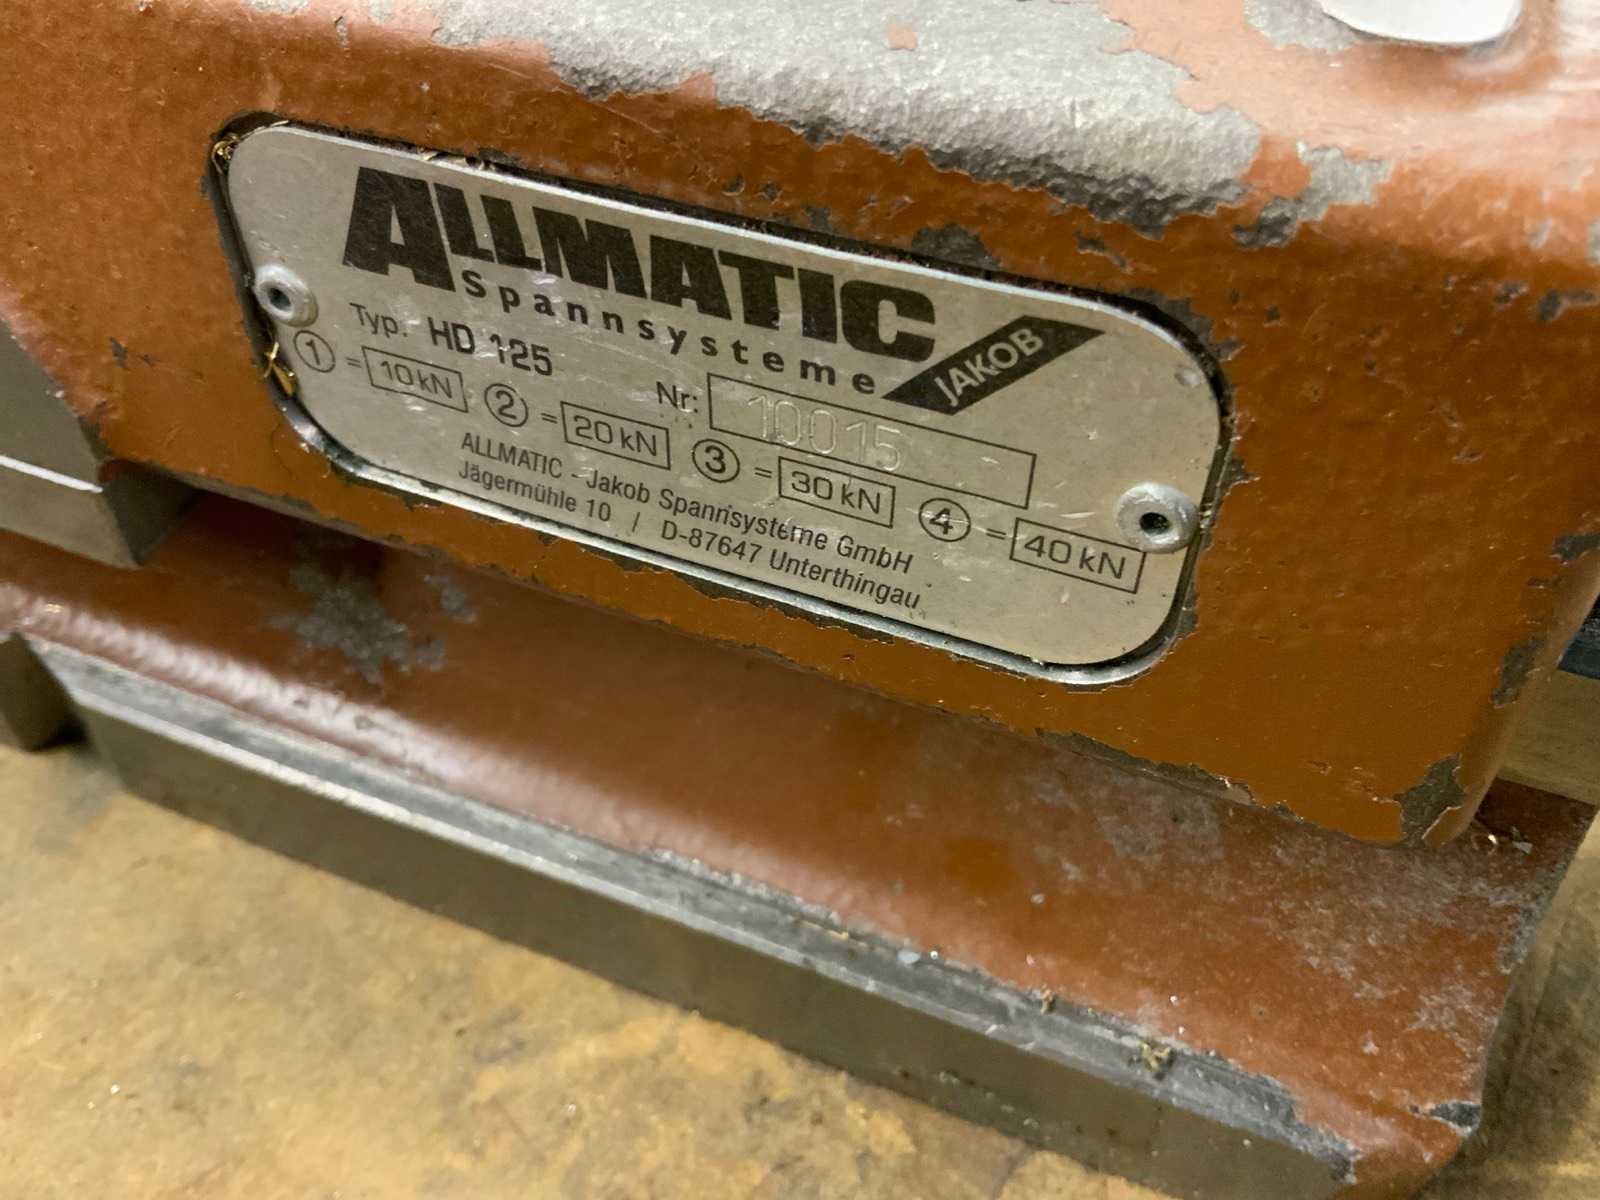 ALLMATIC
Spannsysteme
JAKOB
Typ. HD 125
Nr: 10015
1 = 10 kN 2 = 20 kN 3 = 30 kN 4 = 40 kN
ALLMATIC - Jakob Spannsysteme GmbH
Jägermühle 10 / D-87647 Unterthingau